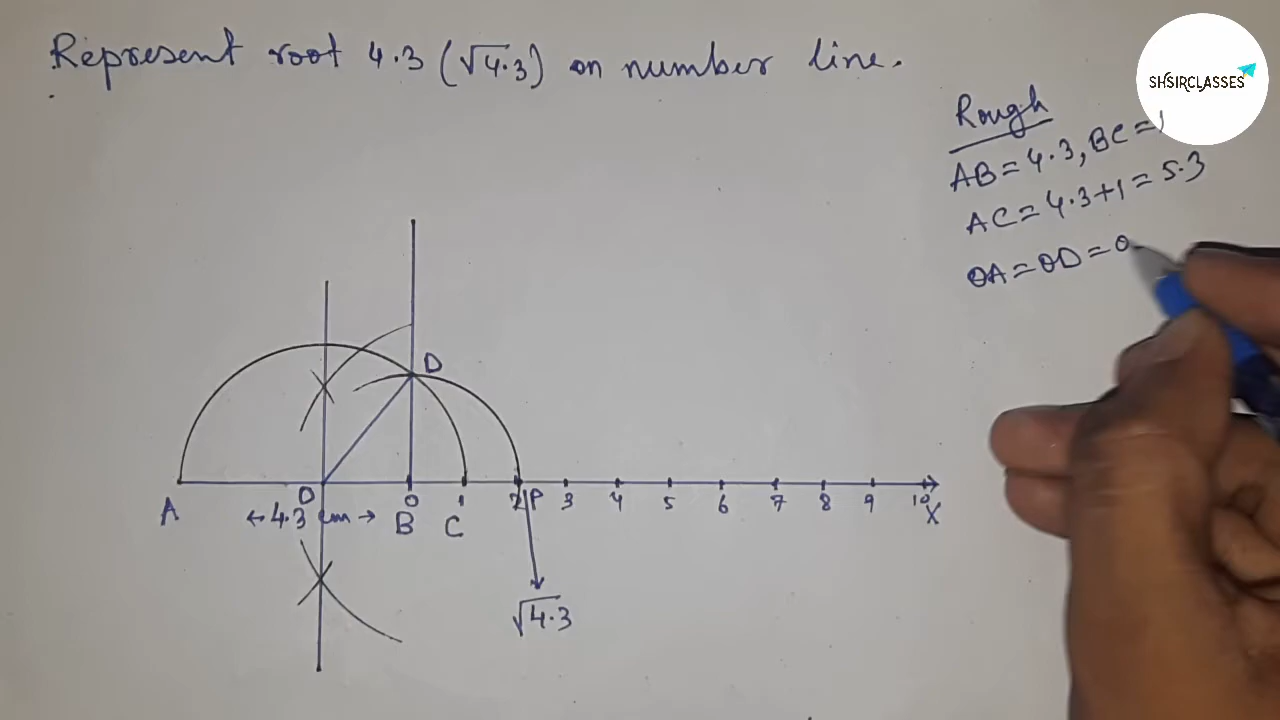 Represent root 4.3 (√4.3) on number line.
SHSIRCLASSES
Rough
AB = 4.3, BC = 1
AC = 4.3 + 1 = 5.3
OA = OD = O
D
A O 0 1 2 P 3 4 5 6 7 8 9 10 X
← 4.3 cm → B C
√4.3